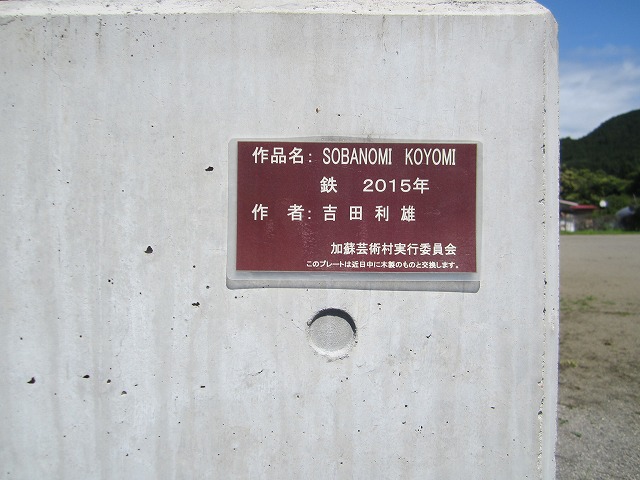 作品名：SOBANOMI KOYOMI
鉄 2015年
作 者：吉 田 利 雄
加蘇芸術村実行委員会
このプレートは近日中に木製のものと交換します。